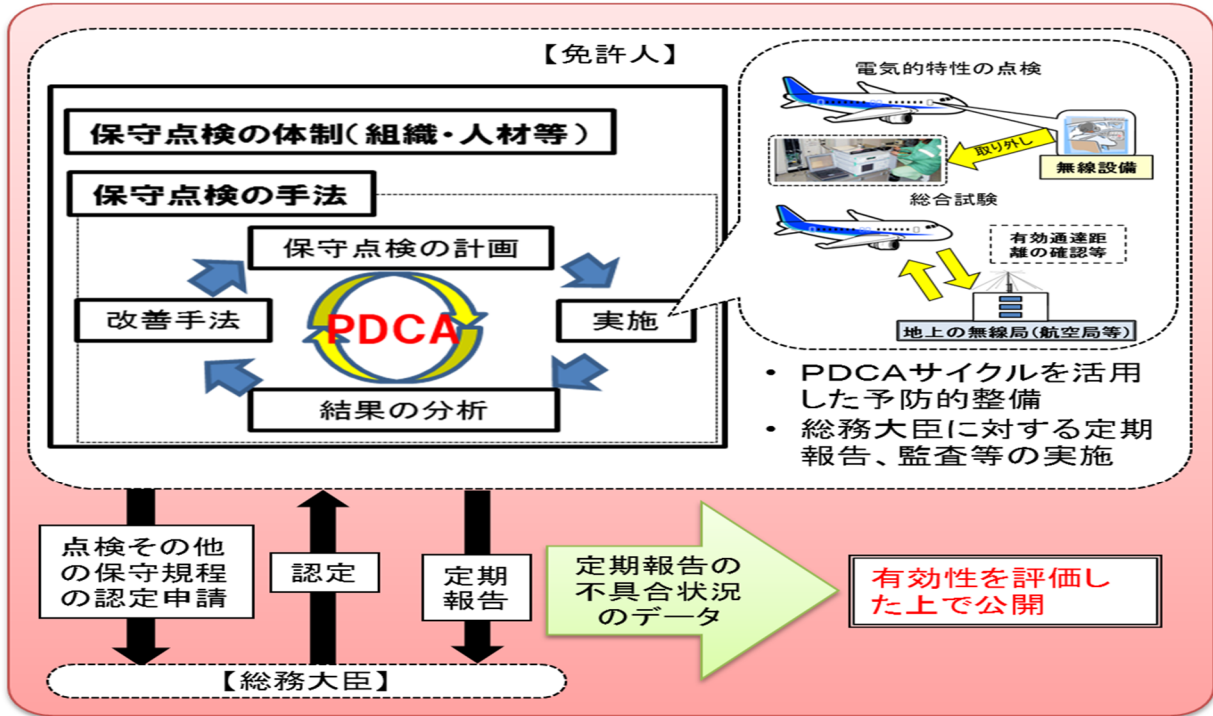 【免許人】
保守点検の体制(組織・人材等)
保守点検の手法
保守点検の計画
改善手法
PDCA
実施
結果の分析
電気的特性の点検
取り外し
無線設備
総合試験
有効通達距
離の確認等
地上の無線局(航空局等)
・ PDCAサイクルを活用
した予防的整備
・ 総務大臣に対する定期
報告、監査等の実施
点検その他
の保守規程
の認定申請
認定
定期
報告
定期報告の
不具合状況
のデータ
有効性を評価し
た上で公開
【総務大臣】